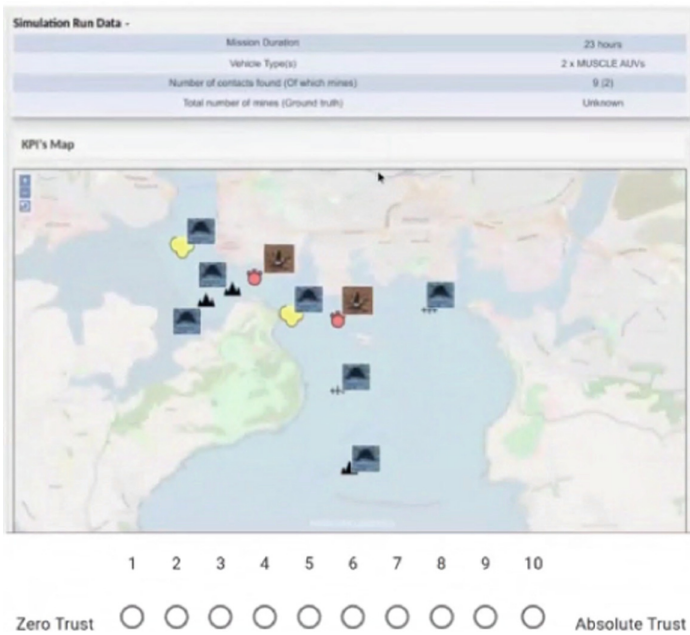 Simulation Run Data -
Mission Duration 23 hours
Vehicle Type(s) 2 x MUSCLE AUVs
Number of contacts found (Of which mines) 9 (2)
Total number of mines (Ground truth) Unknown
KPI's Map
1 2 3 4 5 6 7 8 9 10
Zero Trust Absolute Trust